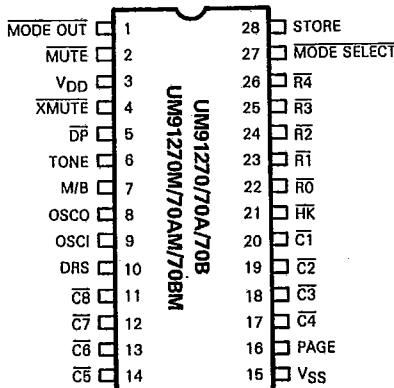 MODE OUT 1 28 STORE
MUTE 2 27 MODE SELECT
VDD 3 26 R4
XMUTE 4 25 R3
DP 5 24 R2
TONE 6 23 R1
M/B 7 22 R0
OSCO 8 21 HK
OSCI 9 20 C1
DRS 10 19 C2
C8 11 18 C3
C7 12 17 C4
C6 13 16 PAGE
C5 14 15 VSS
UM91270/70A/70B
UM91270M/70AM/70BM